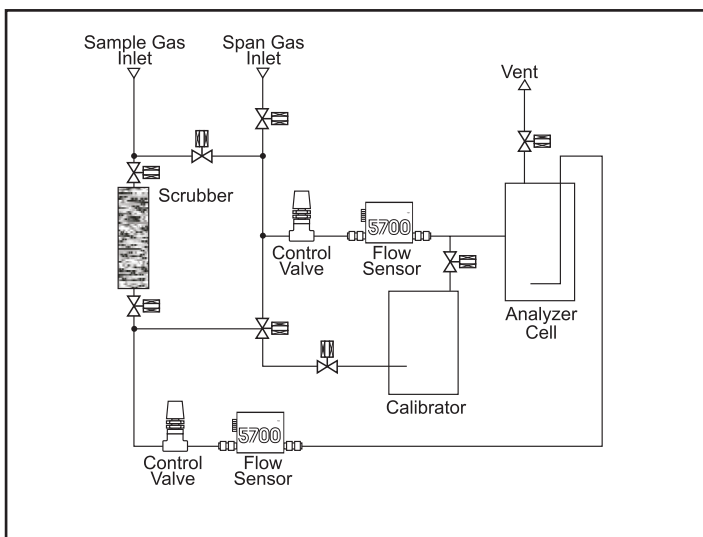 Sample Gas
Inlet
Span Gas
Inlet
Vent
Scrubber
5700
Control
Valve
Flow
Sensor
Analyzer
Cell
Calibrator
5700
Control
Valve
Flow
Sensor